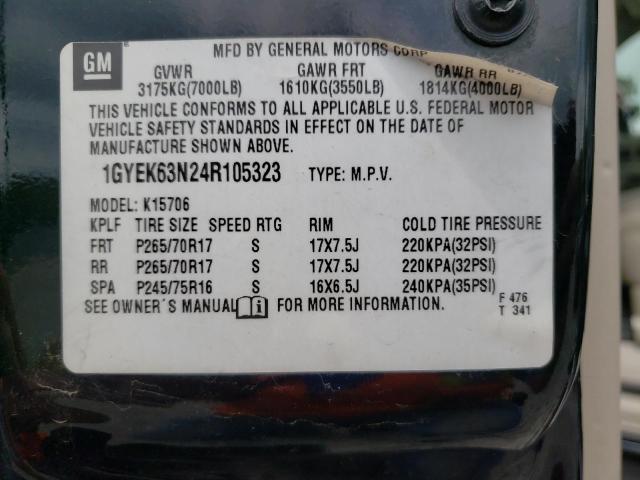 GM
MFD BY GENERAL MOTORS CORP
GVWR GAWR FRT GAWR RR
3175KG(7000LB) 1610KG(3550LB) 1814KG(4000LB)
THIS VEHICLE CONFORMS TO ALL APPLICABLE U.S. FEDERAL MOTOR
VEHICLE SAFETY STANDARDS IN EFFECT ON THE DATE OF
MANUFACTURE SHOWN ABOVE.
1GYEK63N24R105323 TYPE: M.P.V.
MODEL: K15706
KPLF TIRE SIZE SPEED RTG RIM COLD TIRE PRESSURE
FRT P265/70R17 S 17X7.5J 220KPA(32PSI)
RR P265/70R17 S 17X7.5J 220KPA(32PSI)
SPA P245/75R16 S 16X6.5J 240KPA(35PSI)
SEE OWNER'S MANUAL FOR MORE INFORMATION.
F 476
T 341